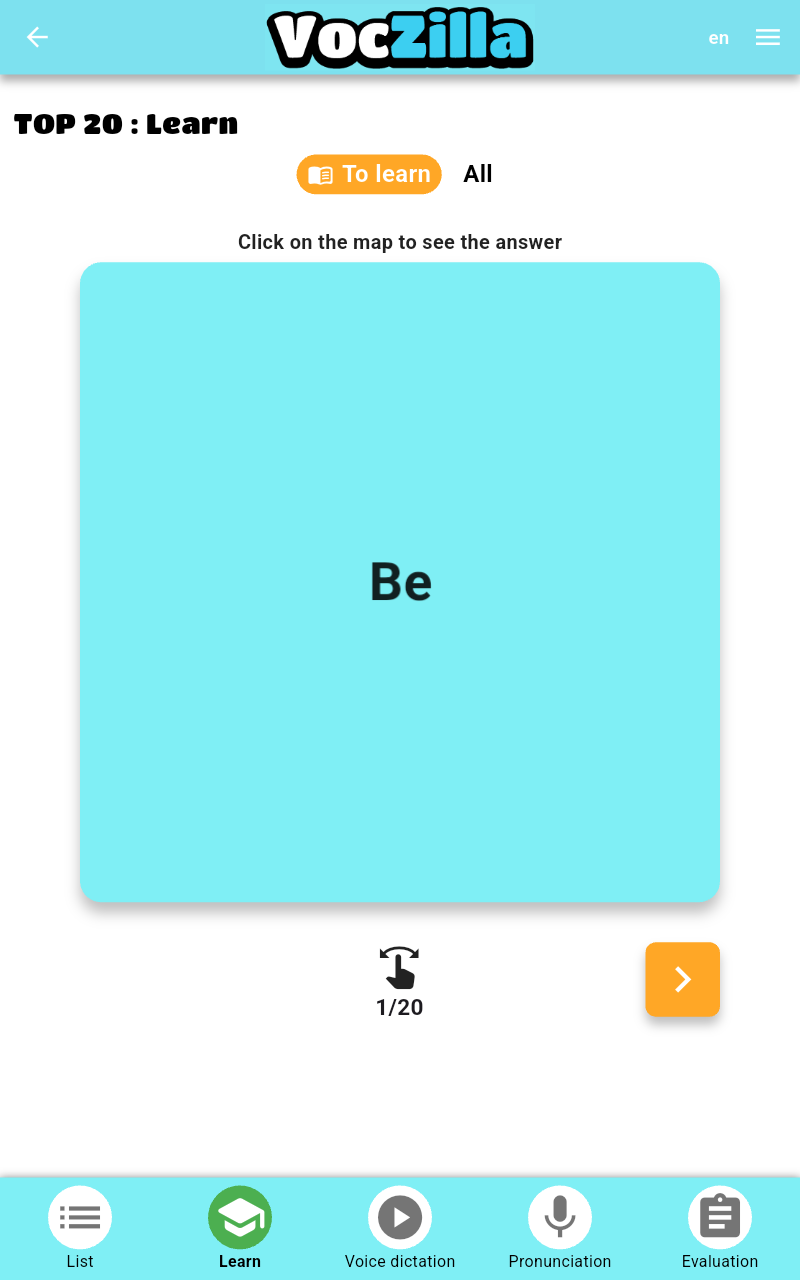 VocZilla
en
TOP 20 : Learn
To learn
All
Click on the map to see the answer
Be
1/20
List
Learn
Voice dictation
Pronunciation
Evaluation